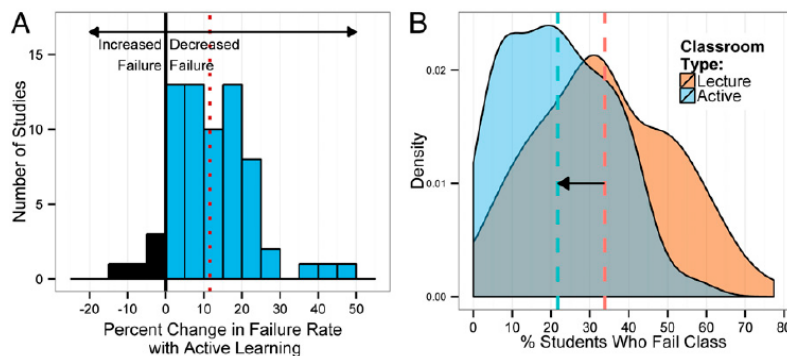 A
Increased Decreased
Failure Failure
15
10
5
0
Number of Studies
-20 -10 0 10 20 30 40 50
Percent Change in Failure Rate
with Active Learning
B
Classroom
Type:
Lecture
Active
0.02
0.01
0.00
Density
0 10 20 30 40 50 60 70 80
% Students Who Fail Class